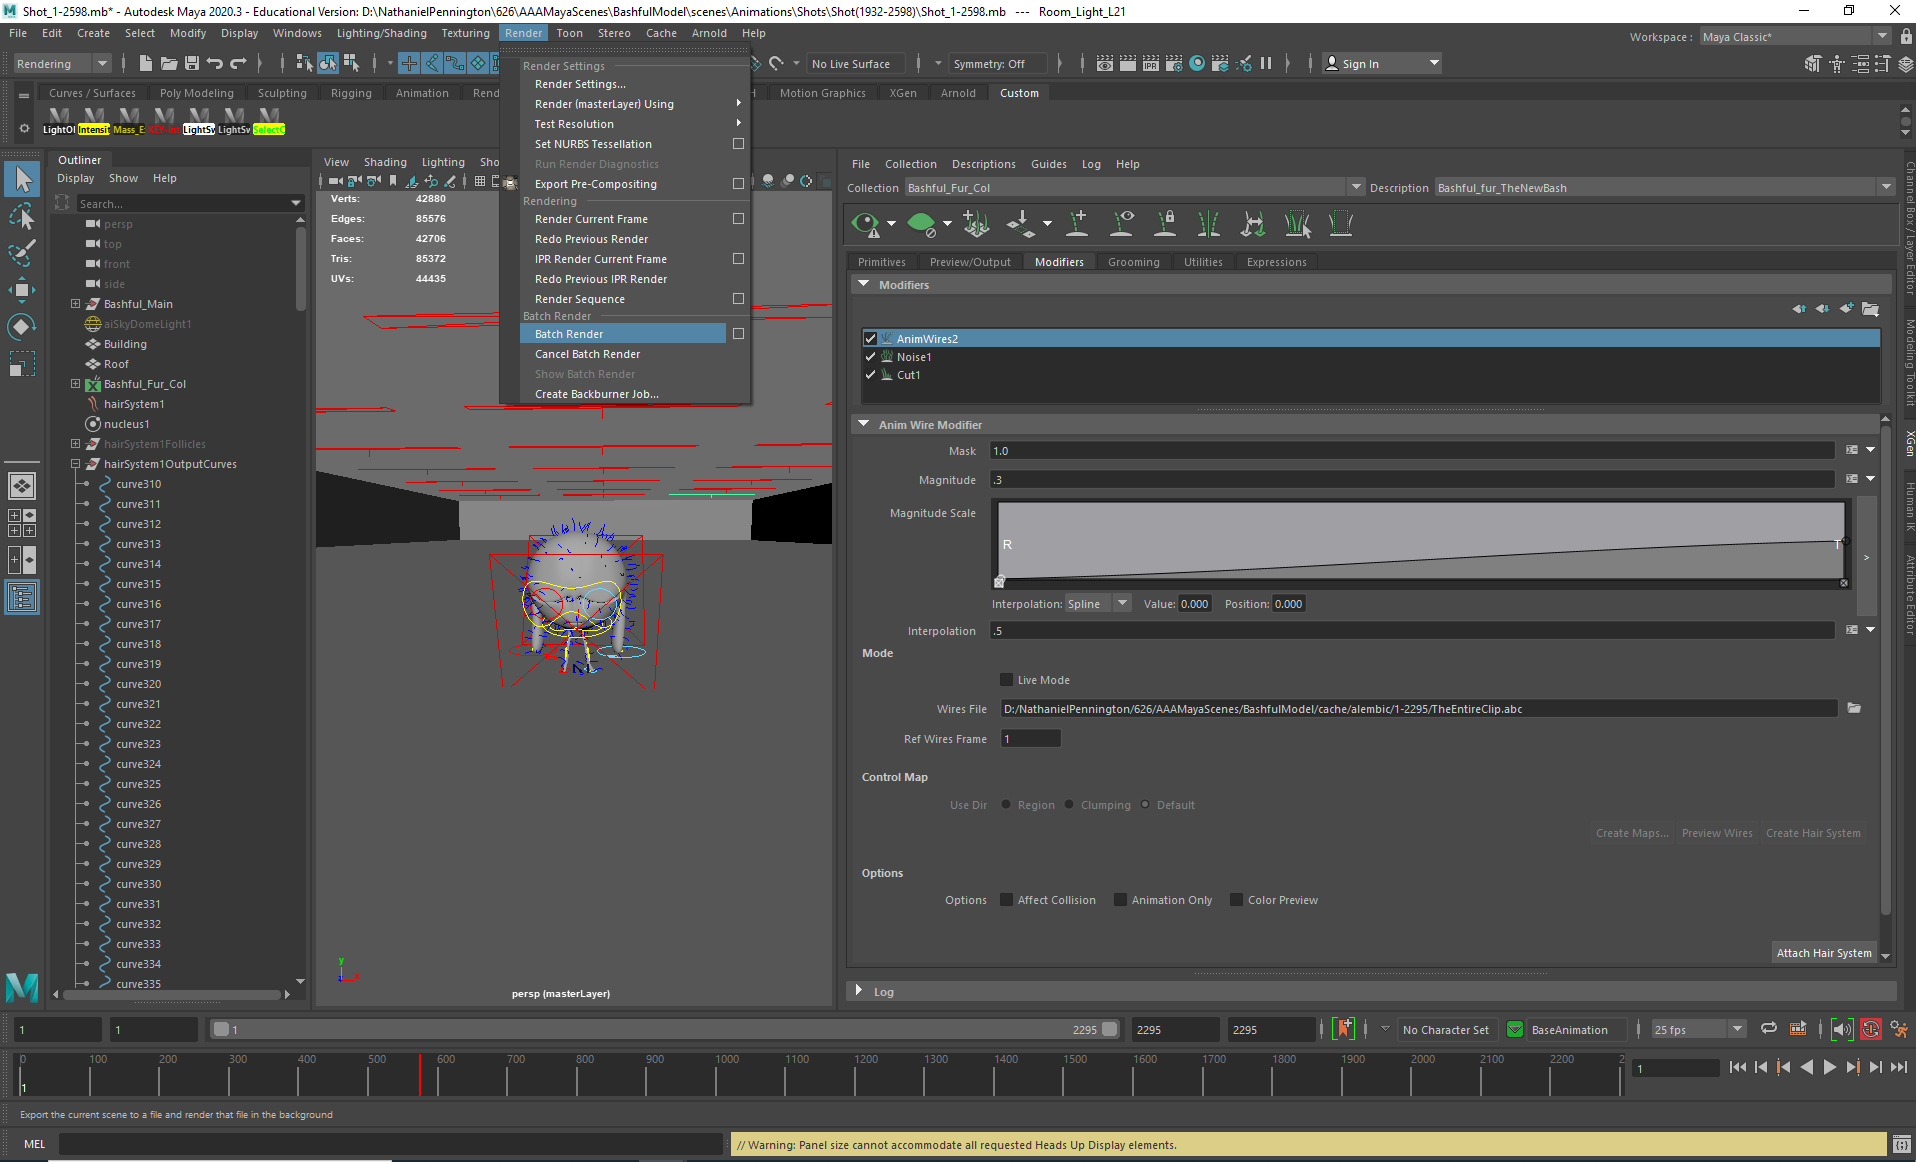 Shot_1-2598.mb* - Autodesk Maya 2020.3 - Educational Version: D:\NathanielPennington\626\AAAMayaScenes\BashfulModel\scenes\Animations\Shots\Shot(1932-2598)\Shot_1-2598.mb --- Room_Light_L21
File Edit Create Select Modify Display Windows Lighting/Shading Texturing Render Toon Stereo Cache Arnold Help
Workspace : Maya Classic*
Rendering
No Live Surface
Symmetry: Off
Sign In
Curves / Surfaces Poly Modeling Sculpting Rigging Animation Rend
Motion Graphics XGen Arnold Custom
LightOl Intensit Mass_E LightSv LightSv SelectC
Render Settings
Render Settings...
Render (masterLayer) Using
Test Resolution
Set NURBS Tessellation
Run Render Diagnostics
Export Pre-Compositing
Rendering
Render Current Frame
Redo Previous Render
IPR Render Current Frame
Redo Previous IPR Render
Render Sequence
Batch Render
Batch Render
Cancel Batch Render
Show Batch Render
Create Backburner Job...
Outliner
Display Show Help
Search...
persp
top
front
side
Bashful_Main
aiSkyDomeLight1
Building
Roof
Bashful_Fur_Col
hairSystem1
nucleus1
hairSystem1Follicles
hairSystem1OutputCurves
curve310
curve311
curve312
curve313
curve314
curve315
curve316
curve317
curve318
curve319
curve320
curve321
curve322
curve323
curve324
curve325
curve326
curve327
curve328
curve329
curve330
curve331
curve332
curve333
curve334
curve335
View Shading Lighting Sho
Verts: 42880
Edges: 85576
Faces: 42706
Tris: 85372
UVs: 44435
y
persp (masterLayer)
File Collection Descriptions Guides Log Help
Collection Bashful_Fur_Col Description Bashful_fur_TheNewBash
Primitives Preview/Output Modifiers Grooming Utilities Expressions
Modifiers
AnimWires2
Noise1
Cut1
Anim Wire Modifier
Mask 1.0
Magnitude .3
Magnitude Scale
R T
>
Interpolation: Spline Value: 0.000 Position: 0.000
Interpolation .5
Mode
Live Mode
Wires File D:/NathanielPennington/626/AAAMayaScenes/BashfulModel/cache/alembic/1-2295/TheEntireClip.abc
Ref Wires Frame 1
Control Map
Use Dir Region Clumping Default
Create Maps... Preview Wires Create Hair System
Options
Options Affect Collision Animation Only Color Preview
Attach Hair System
Log
Channel Box / Layer Editor
Modeling Toolkit
XGen
Human IK
Attribute Editor
1 1 1 2295 2295 2295
No Character Set BaseAnimation 25 fps
0 100 200 300 400 500 600 700 800 900 1000 1100 1200 1300 1400 1500 1600 1700 1800 1900 2000 2100 2200 2
1
1
Export the current scene to a file and render that file in the background
MEL
// Warning: Panel size cannot accommodate all requested Heads Up Display elements.